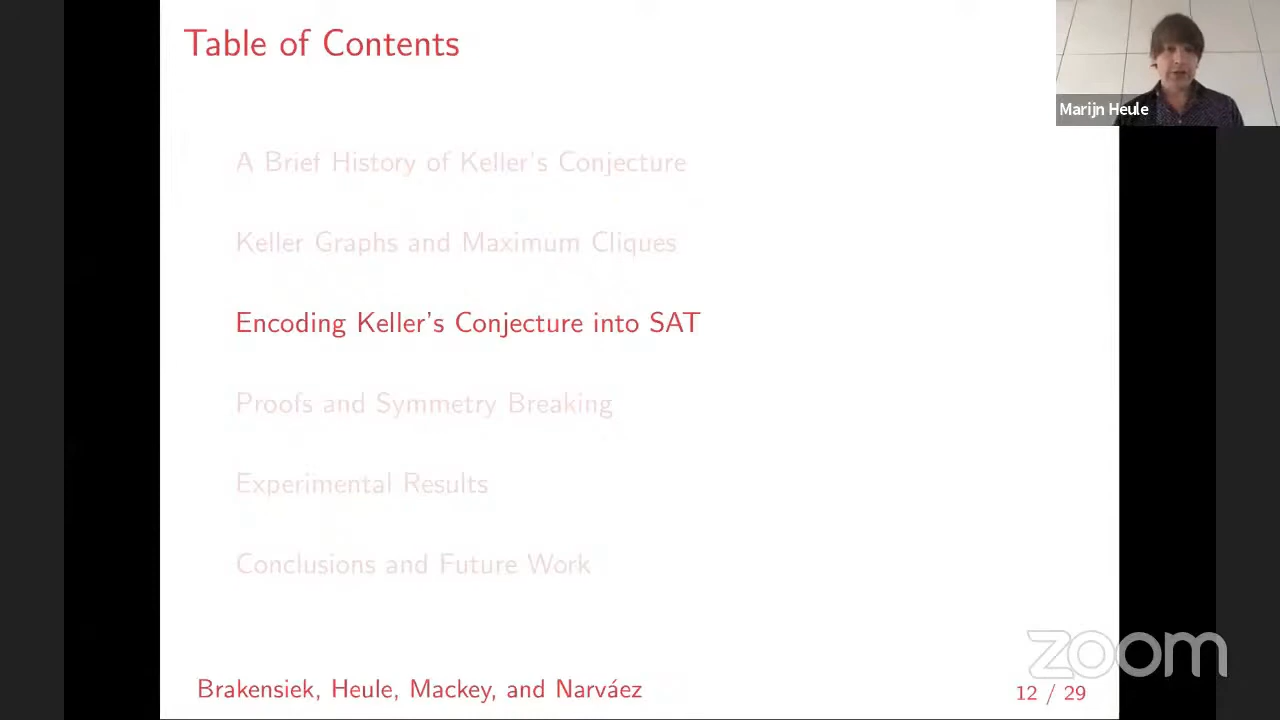 Table of Contents
Marijn Heule
A Brief History of Keller's Conjecture
Keller Graphs and Maximum Cliques
Encoding Keller's Conjecture into SAT
Proofs and Symmetry Breaking
Experimental Results
Conclusions and Future Work
zoom
Brakensiek, Heule, Mackey, and Narváez
12 / 29